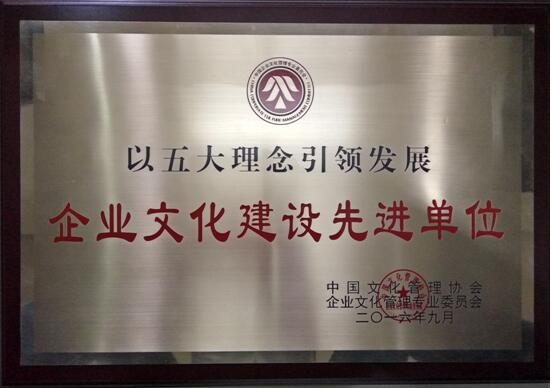 以五大理念引领发展
企业文化建设先进单位
中国文化管理协会
企业文化管理专业委员会
二〇一六年九月